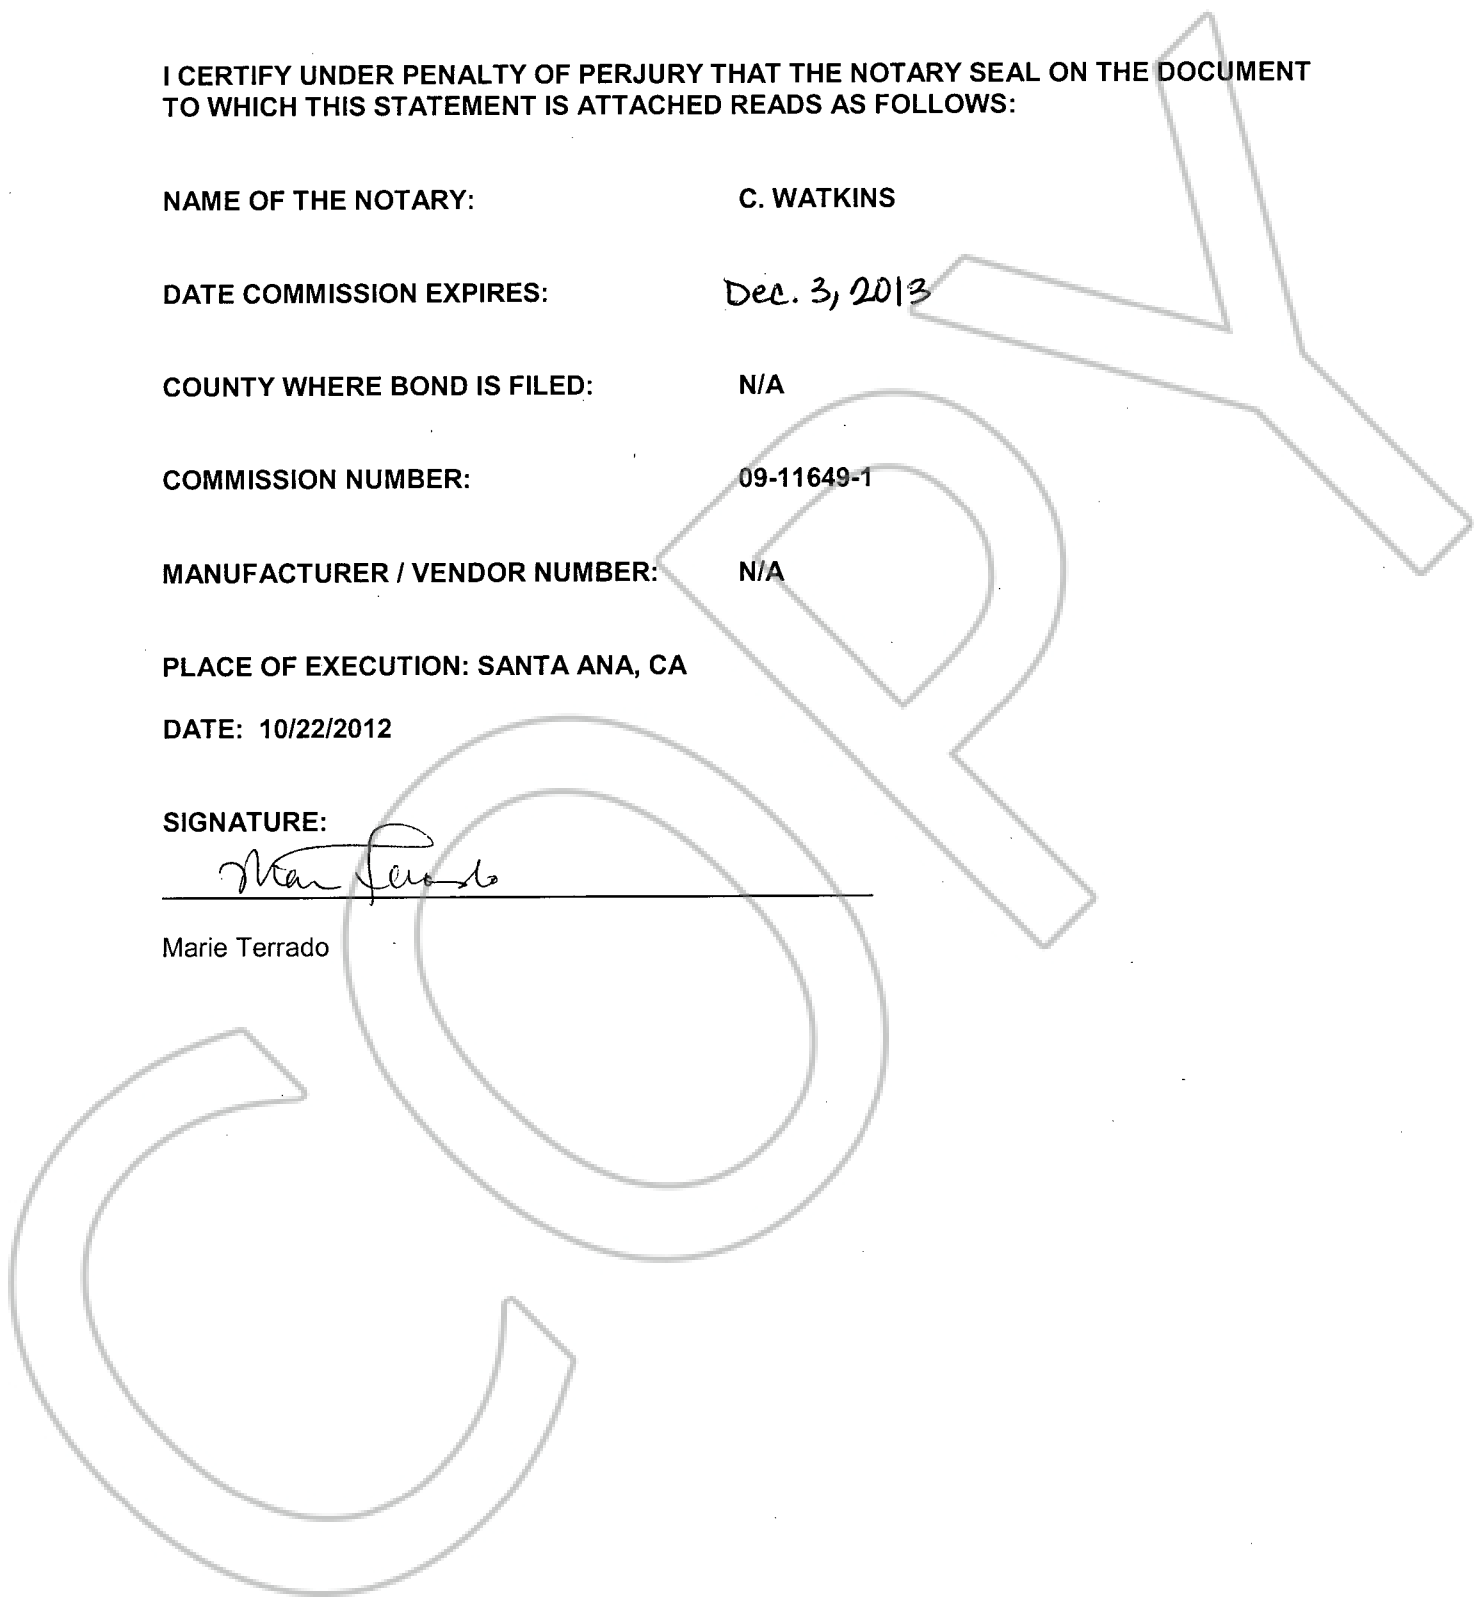 I CERTIFY UNDER PENALTY OF PERJURY THAT THE NOTARY SEAL ON THE DOCUMENT
TO WHICH THIS STATEMENT IS ATTACHED READS AS FOLLOWS:
NAME OF THE NOTARY: C. WATKINS
DATE COMMISSION EXPIRES: Dec. 3, 2013
COUNTY WHERE BOND IS FILED: N/A
COMMISSION NUMBER: 09-11649-1
MANUFACTURER / VENDOR NUMBER: N/A
PLACE OF EXECUTION: SANTA ANA, CA
DATE: 10/22/2012
SIGNATURE:
Marie Terrado
Marie Terrado
COPY